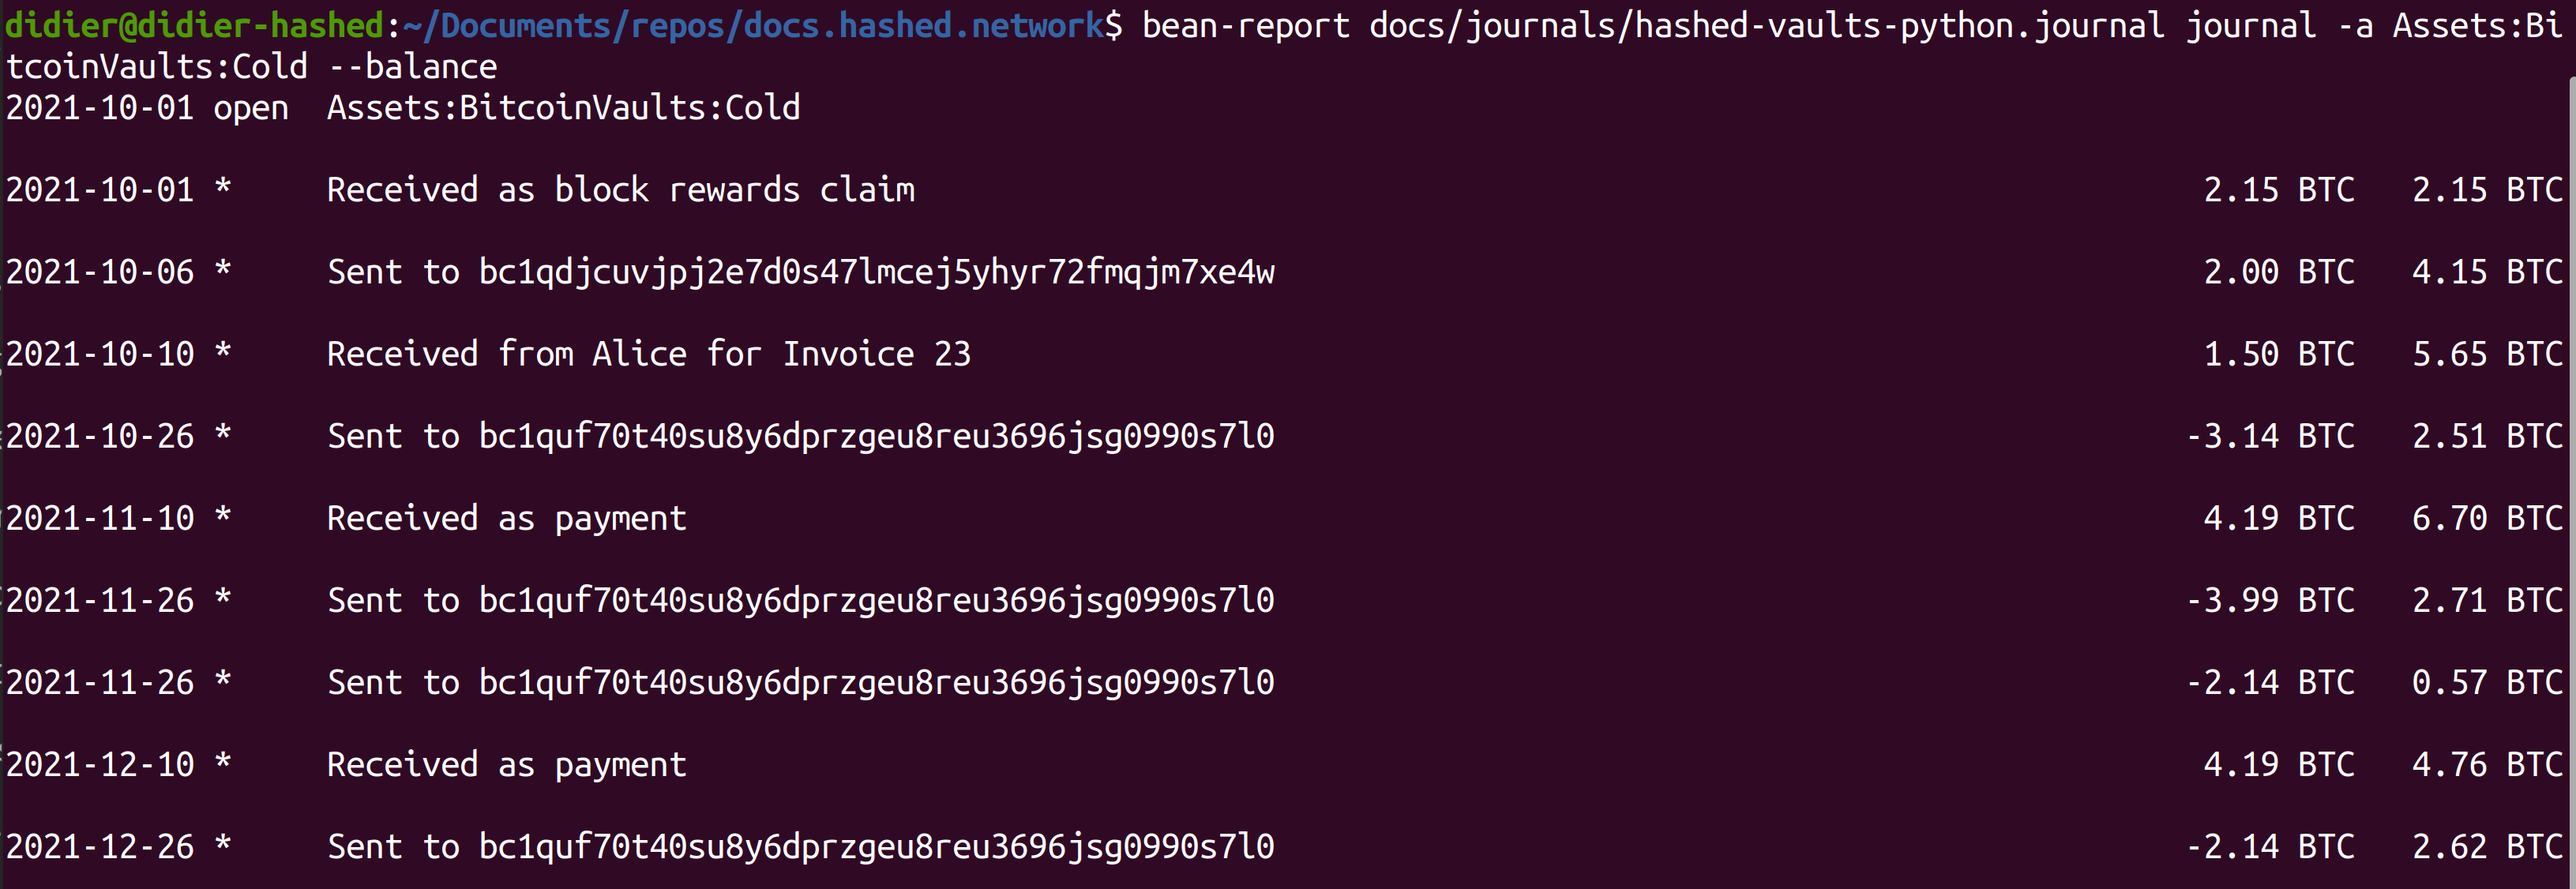 didier@didier-hashed:~/Documents/repos/docs.hashed.network$ bean-report docs/journals/hashed-vaults-python.journal journal -a Assets:Bi
tcoinVaults:Cold --balance
2021-10-01 open  Assets:BitcoinVaults:Cold
2021-10-01 *     Received as block rewards claim     2.15 BTC   2.15 BTC
2021-10-06 *     Sent to bc1qdjcuvjpj2e7d0s47lmcej5yhyr72fmqjm7xe4w     2.00 BTC   4.15 BTC
2021-10-10 *     Received from Alice for Invoice 23     1.50 BTC   5.65 BTC
2021-10-26 *     Sent to bc1quf70t40su8y6dprzgeu8reu3696jsg0990s7l0     -3.14 BTC   2.51 BTC
2021-11-10 *     Received as payment     4.19 BTC   6.70 BTC
2021-11-26 *     Sent to bc1quf70t40su8y6dprzgeu8reu3696jsg0990s7l0     -3.99 BTC   2.71 BTC
2021-11-26 *     Sent to bc1quf70t40su8y6dprzgeu8reu3696jsg0990s7l0     -2.14 BTC   0.57 BTC
2021-12-10 *     Received as payment     4.19 BTC   4.76 BTC
2021-12-26 *     Sent to bc1quf70t40su8y6dprzgeu8reu3696jsg0990s7l0     -2.14 BTC   2.62 BTC